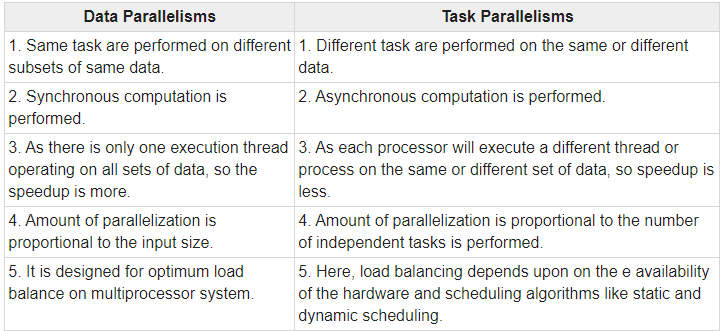 Data Parallelisms
Task Parallelisms
1. Same task are performed on different
subsets of same data.
1. Different task are performed on the same or different
data.
2. Synchronous computation is
performed.
2. Asynchronous computation is performed.
3. As there is only one execution thread
operating on all sets of data, so the
speedup is more.
3. As each processor will execute a different thread or
process on the same or different set of data, so speedup is
less.
4. Amount of parallelization is
proportional to the input size.
4. Amount of parallelization is proportional to the number
of independent tasks is performed.
5. It is designed for optimum load
balance on multiprocessor system.
5. Here, load balancing depends upon on the e availability
of the hardware and scheduling algorithms like static and
dynamic scheduling.